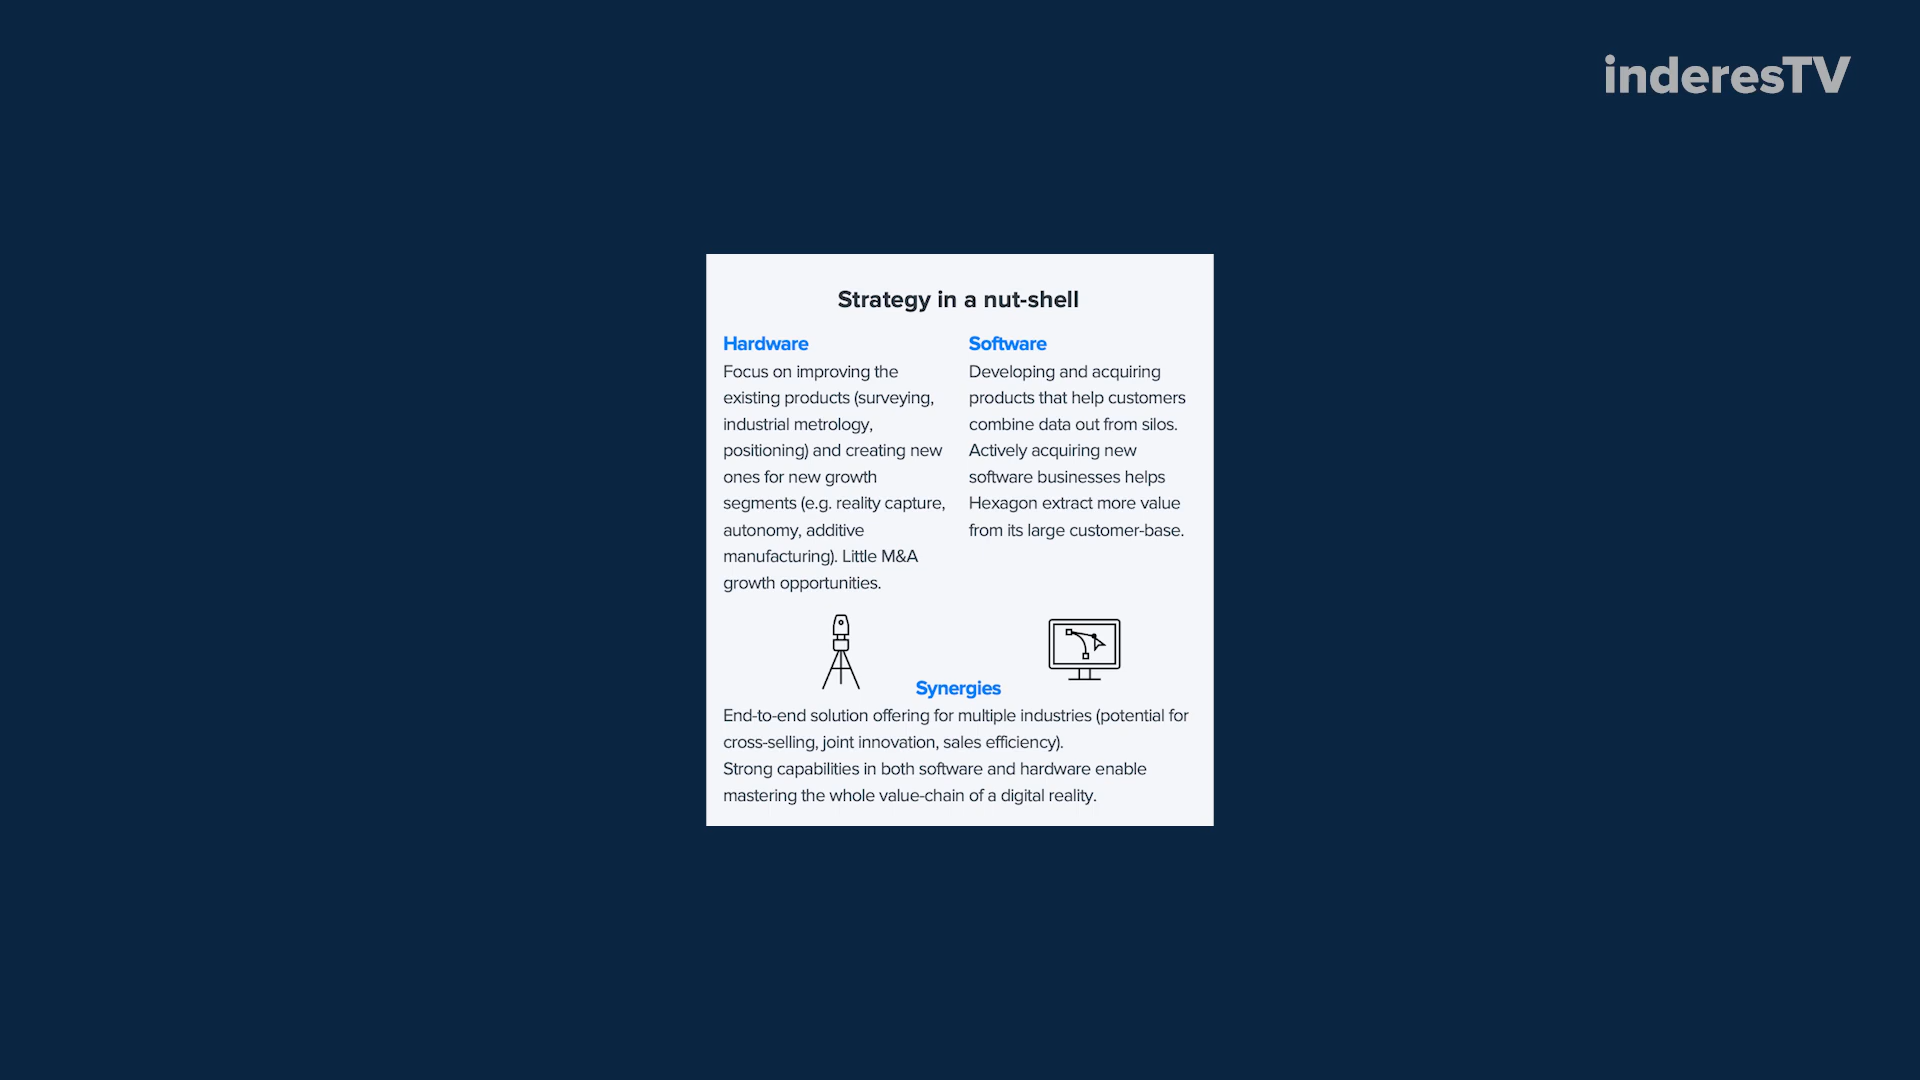 inderesTV
Strategy in a nut-shell
Hardware
Focus on improving the
existing products (surveying,
industrial metrology,
positioning) and creating new
ones for new growth
segments (e.g. reality capture,
autonomy, additive
manufacturing). Little M&A
growth opportunities.
Software
Developing and acquiring
products that help customers
combine data out from silos.
Actively acquiring new
software businesses helps
Hexagon extract more value
from its large customer-base.
Synergies
End-to-end solution offering for multiple industries (potential for
cross-selling, joint innovation, sales efficiency).
Strong capabilities in both software and hardware enable
mastering the whole value-chain of a digital reality.